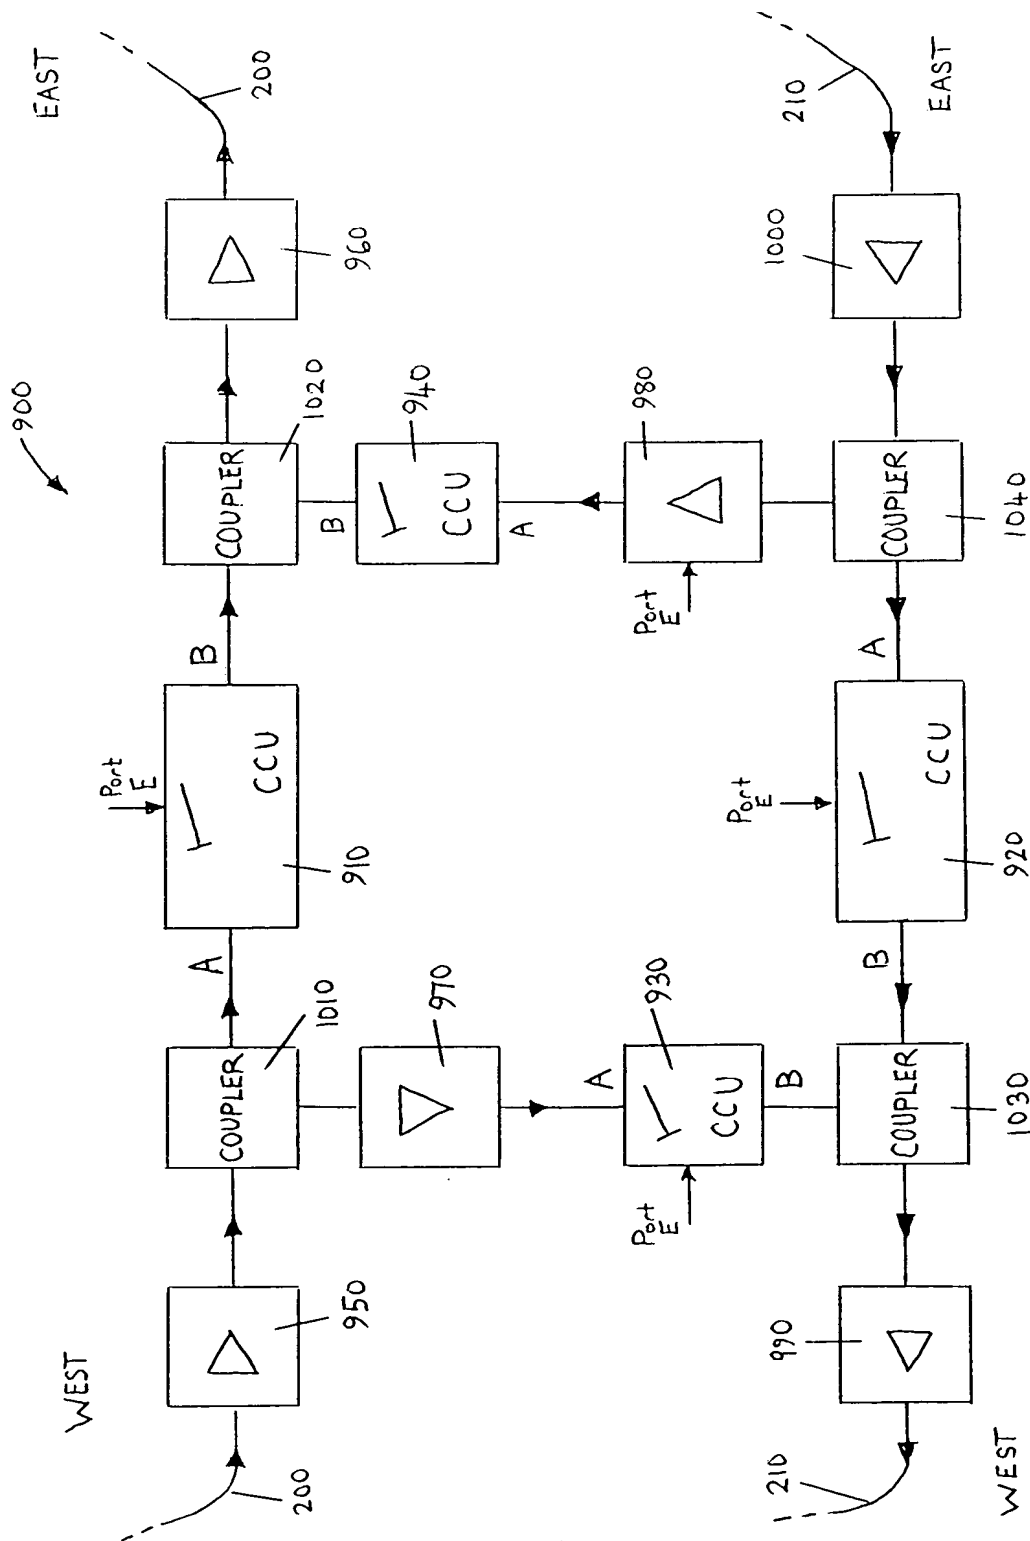 900
WEST
EAST
200
950
COUPLER
1010
A
Port
E
CCU
910
B
COUPLER
1020
960
200
970
A
Port
E
930
CCU
B
940
CCU
B
A
980
Port
E
WEST
210
990
COUPLER
1030
B
Port
E
CCU
920
A
COUPLER
1040
1000
210
EAST